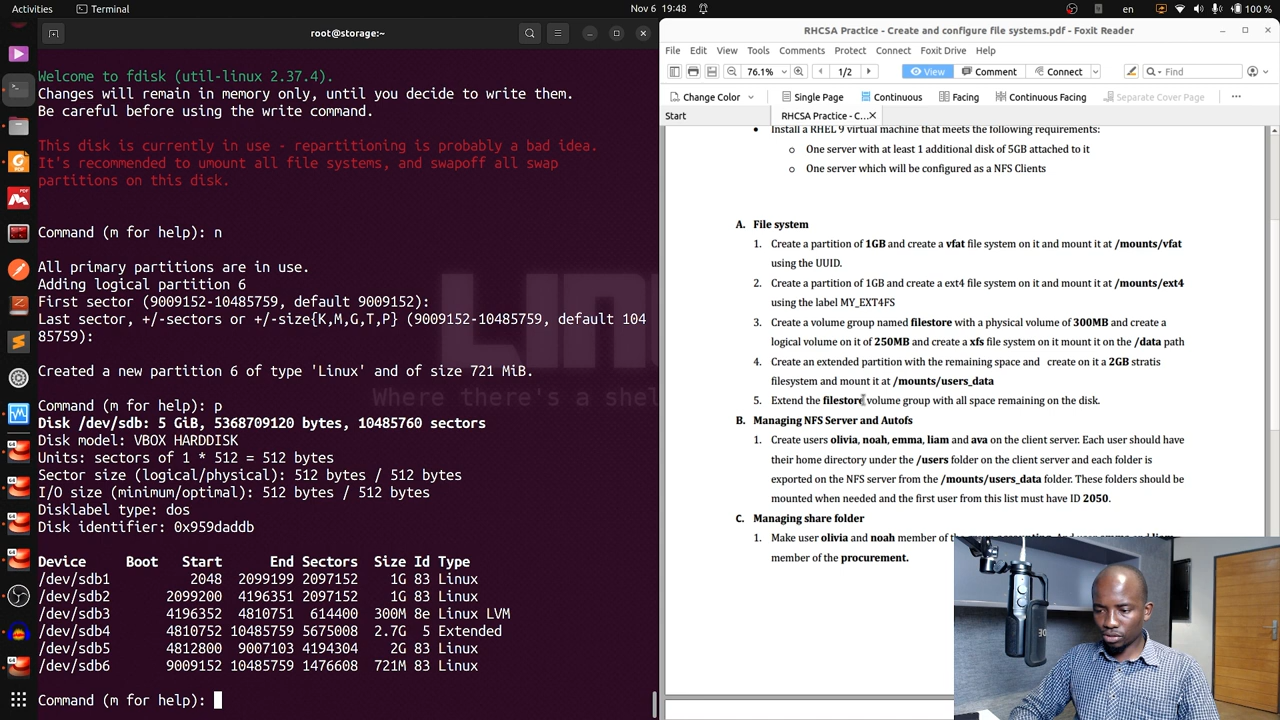 Activities
Terminal
Nov 6 19:48
100 %
root@storage:~
Welcome to fdisk (util-linux 2.37.4).
Changes will remain in memory only, until you decide to write them.
Be careful before using the write command.
This disk is currently in use - repartitioning is probably a bad idea.
It's recommended to umount all file systems, and swapoff all swap
partitions on this disk.
Command (m for help): n
All primary partitions are in use.
Adding logical partition 6
First sector (9009152-10485759, default 9009152):
Last sector, +/-sectors or +/-size{K,M,G,T,P} (9009152-10485759, default 104
85759):
Created a new partition 6 of type 'Linux' and of size 721 MiB.
Command (m for help): p
Disk /dev/sdb: 5 GiB, 5368709120 bytes, 10485760 sectors
Disk model: VBOX HARDDISK
Units: sectors of 1 * 512 = 512 bytes
Sector size (logical/physical): 512 bytes / 512 bytes
I/O size (minimum/optimal): 512 bytes / 512 bytes
Disklabel type: dos
Disk identifier: 0x959daddb
Device Boot Start End Sectors Size Id Type
/dev/sdb1 2048 2099199 2097152 1G 83 Linux
/dev/sdb2 2099200 4196351 2097152 1G 83 Linux
/dev/sdb3 4196352 4810751 614400 300M 8e Linux LVM
/dev/sdb4 4810752 10485759 5675008 2.7G 5 Extended
/dev/sdb5 4812800 9007103 4194304 2G 83 Linux
/dev/sdb6 9009152 10485759 1476608 721M 83 Linux
Command (m for help):
Where there's a shel
RHCSA Practice - Create and configure file systems.pdf - Foxit Reader
File Edit View Tools Comments Protect Connect Foxit Drive Help
76.1% 1/2 View Comment Connect Find
Change Color Single Page Continuous Facing Continuous Facing Separate Cover Page ...
Start RHCSA Practice - C...
• Install a RHEL 9 virtual machine that meets the following requirements:
o One server with at least 1 additional disk of 5GB attached to it
o One server which will be configured as a NFS Clients
A. File system
1. Create a partition of 1GB and create a vfat file system on it and mount it at /mounts/vfat
using the UUID.
2. Create a partition of 1GB and create a ext4 file system on it and mount it at /mounts/ext4
using the label MY_EXT4FS
3. Create a volume group named filestore with a physical volume of 300MB and create a
logical volume on it of 250MB and create a xfs file system on it mount it on the /data path
4. Create an extended partition with the remaining space and create on it a 2GB stratis
filesystem and mount it at /mounts/users_data
5. Extend the filestore volume group with all space remaining on the disk.
B. Managing NFS Server and Autofs
1. Create users olivia, noah, emma, liam and ava on the client server. Each user should have
their home directory under the /users folder on the client server and each folder is
exported on the NFS server from the /mounts/users_data folder. These folders should be
mounted when needed and the first user from this list must have ID 2050.
C. Managing share folder
1. Make user olivia and noah member of the
member of the procurement.